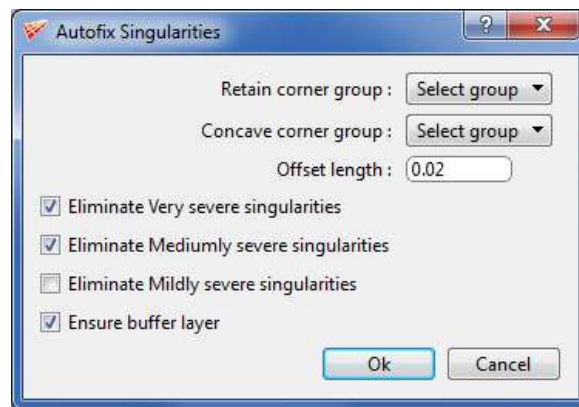 Autofix Singularities
?
Retain corner group : Select group
Concave corner group : Select group
Offset length : 0.02
Eliminate Very severe singularities
Eliminate Mediumly severe singularities
Eliminate Mildly severe singularities
Ensure buffer layer
Ok Cancel